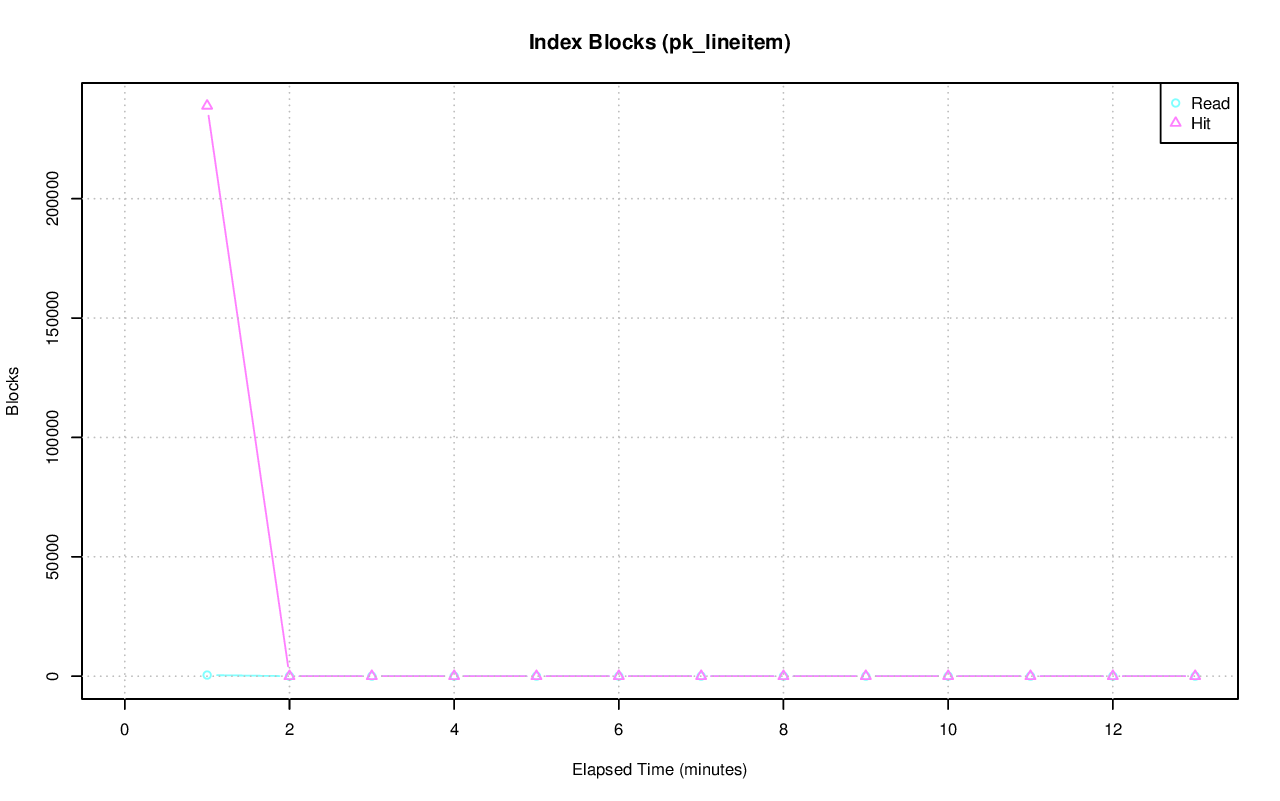 Index Blocks (pk_lineitem)
Read
Hit
Blocks
200000
150000
100000
50000
0
0 2 4 6 8 10 12
Elapsed Time (minutes)